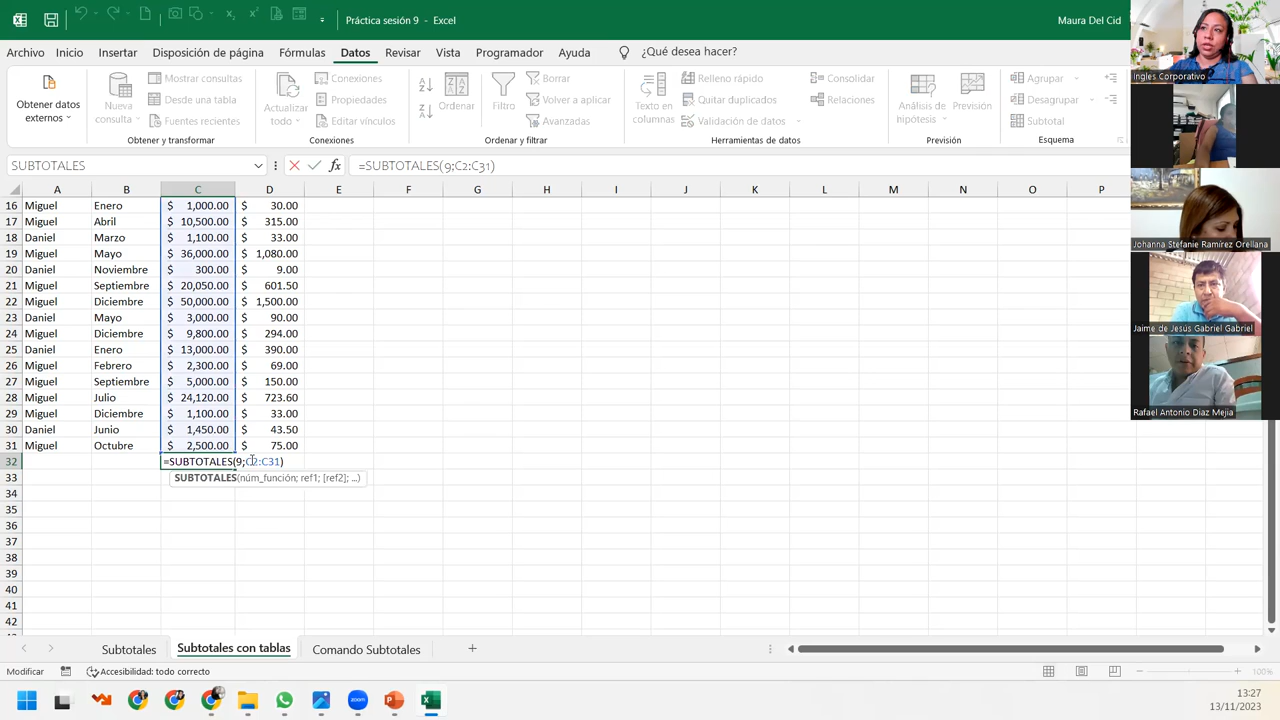 Práctica sesión 9 - Excel
Maura Del Cid
Archivo Inicio Insertar Disposición de página Fórmulas Datos Revisar Vista Programador Ayuda ¿Qué desea hacer?
Obtener datos externos
Nueva consulta
Mostrar consultas
Desde una tabla
Fuentes recientes
Obtener y transformar
Actualizar todo
Conexiones
Propiedades
Editar vínculos
Conexiones
Ordenar
Filtro
Borrar
Volver a aplicar
Avanzadas
Ordenar y filtrar
Texto en columnas
Relleno rápido
Quitar duplicados
Validación de datos
Consolidar
Relaciones
Herramientas de datos
Análisis de hipótesis
Previsión
Previsión
Agrupar
Desagrupar
Subtotal
Esquema
SUBTOTALES fx =SUBTOTALES(9;C2:C31)
A B C D E F G H I J K L M N O P
16 Miguel Enero $ 1,000.00 $ 30.00
17 Miguel Abril $ 10,500.00 $ 315.00
18 Daniel Marzo $ 1,100.00 $ 33.00
19 Miguel Mayo $ 36,000.00 $ 1,080.00
20 Daniel Noviembre $ 300.00 $ 9.00
21 Miguel Septiembre $ 20,050.00 $ 601.50
22 Miguel Diciembre $ 50,000.00 $ 1,500.00
23 Daniel Mayo $ 3,000.00 $ 90.00
24 Miguel Diciembre $ 9,800.00 $ 294.00
25 Daniel Enero $ 13,000.00 $ 390.00
26 Miguel Febrero $ 2,300.00 $ 69.00
27 Miguel Septiembre $ 5,000.00 $ 150.00
28 Miguel Julio $ 24,120.00 $ 723.60
29 Miguel Diciembre $ 1,100.00 $ 33.00
30 Daniel Junio $ 1,450.00 $ 43.50
31 Miguel Octubre $ 2,500.00 $ 75.00
32 =SUBTOTALES(9;C2:C31)
33 SUBTOTALES(núm_función; ref1; [ref2]; ...)
34
35
36
37
38
39
40
41
42
Subtotales Subtotales con tablas Comando Subtotales
Modificar Accesibilidad: todo correcto 100%
13:27
13/11/2023
Ingles Corporativo
Johanna Stefanie Ramírez Orellana
Jaime de Jesús Gabriel Gabriel
Rafael Antonio Diaz Mejia
zoom